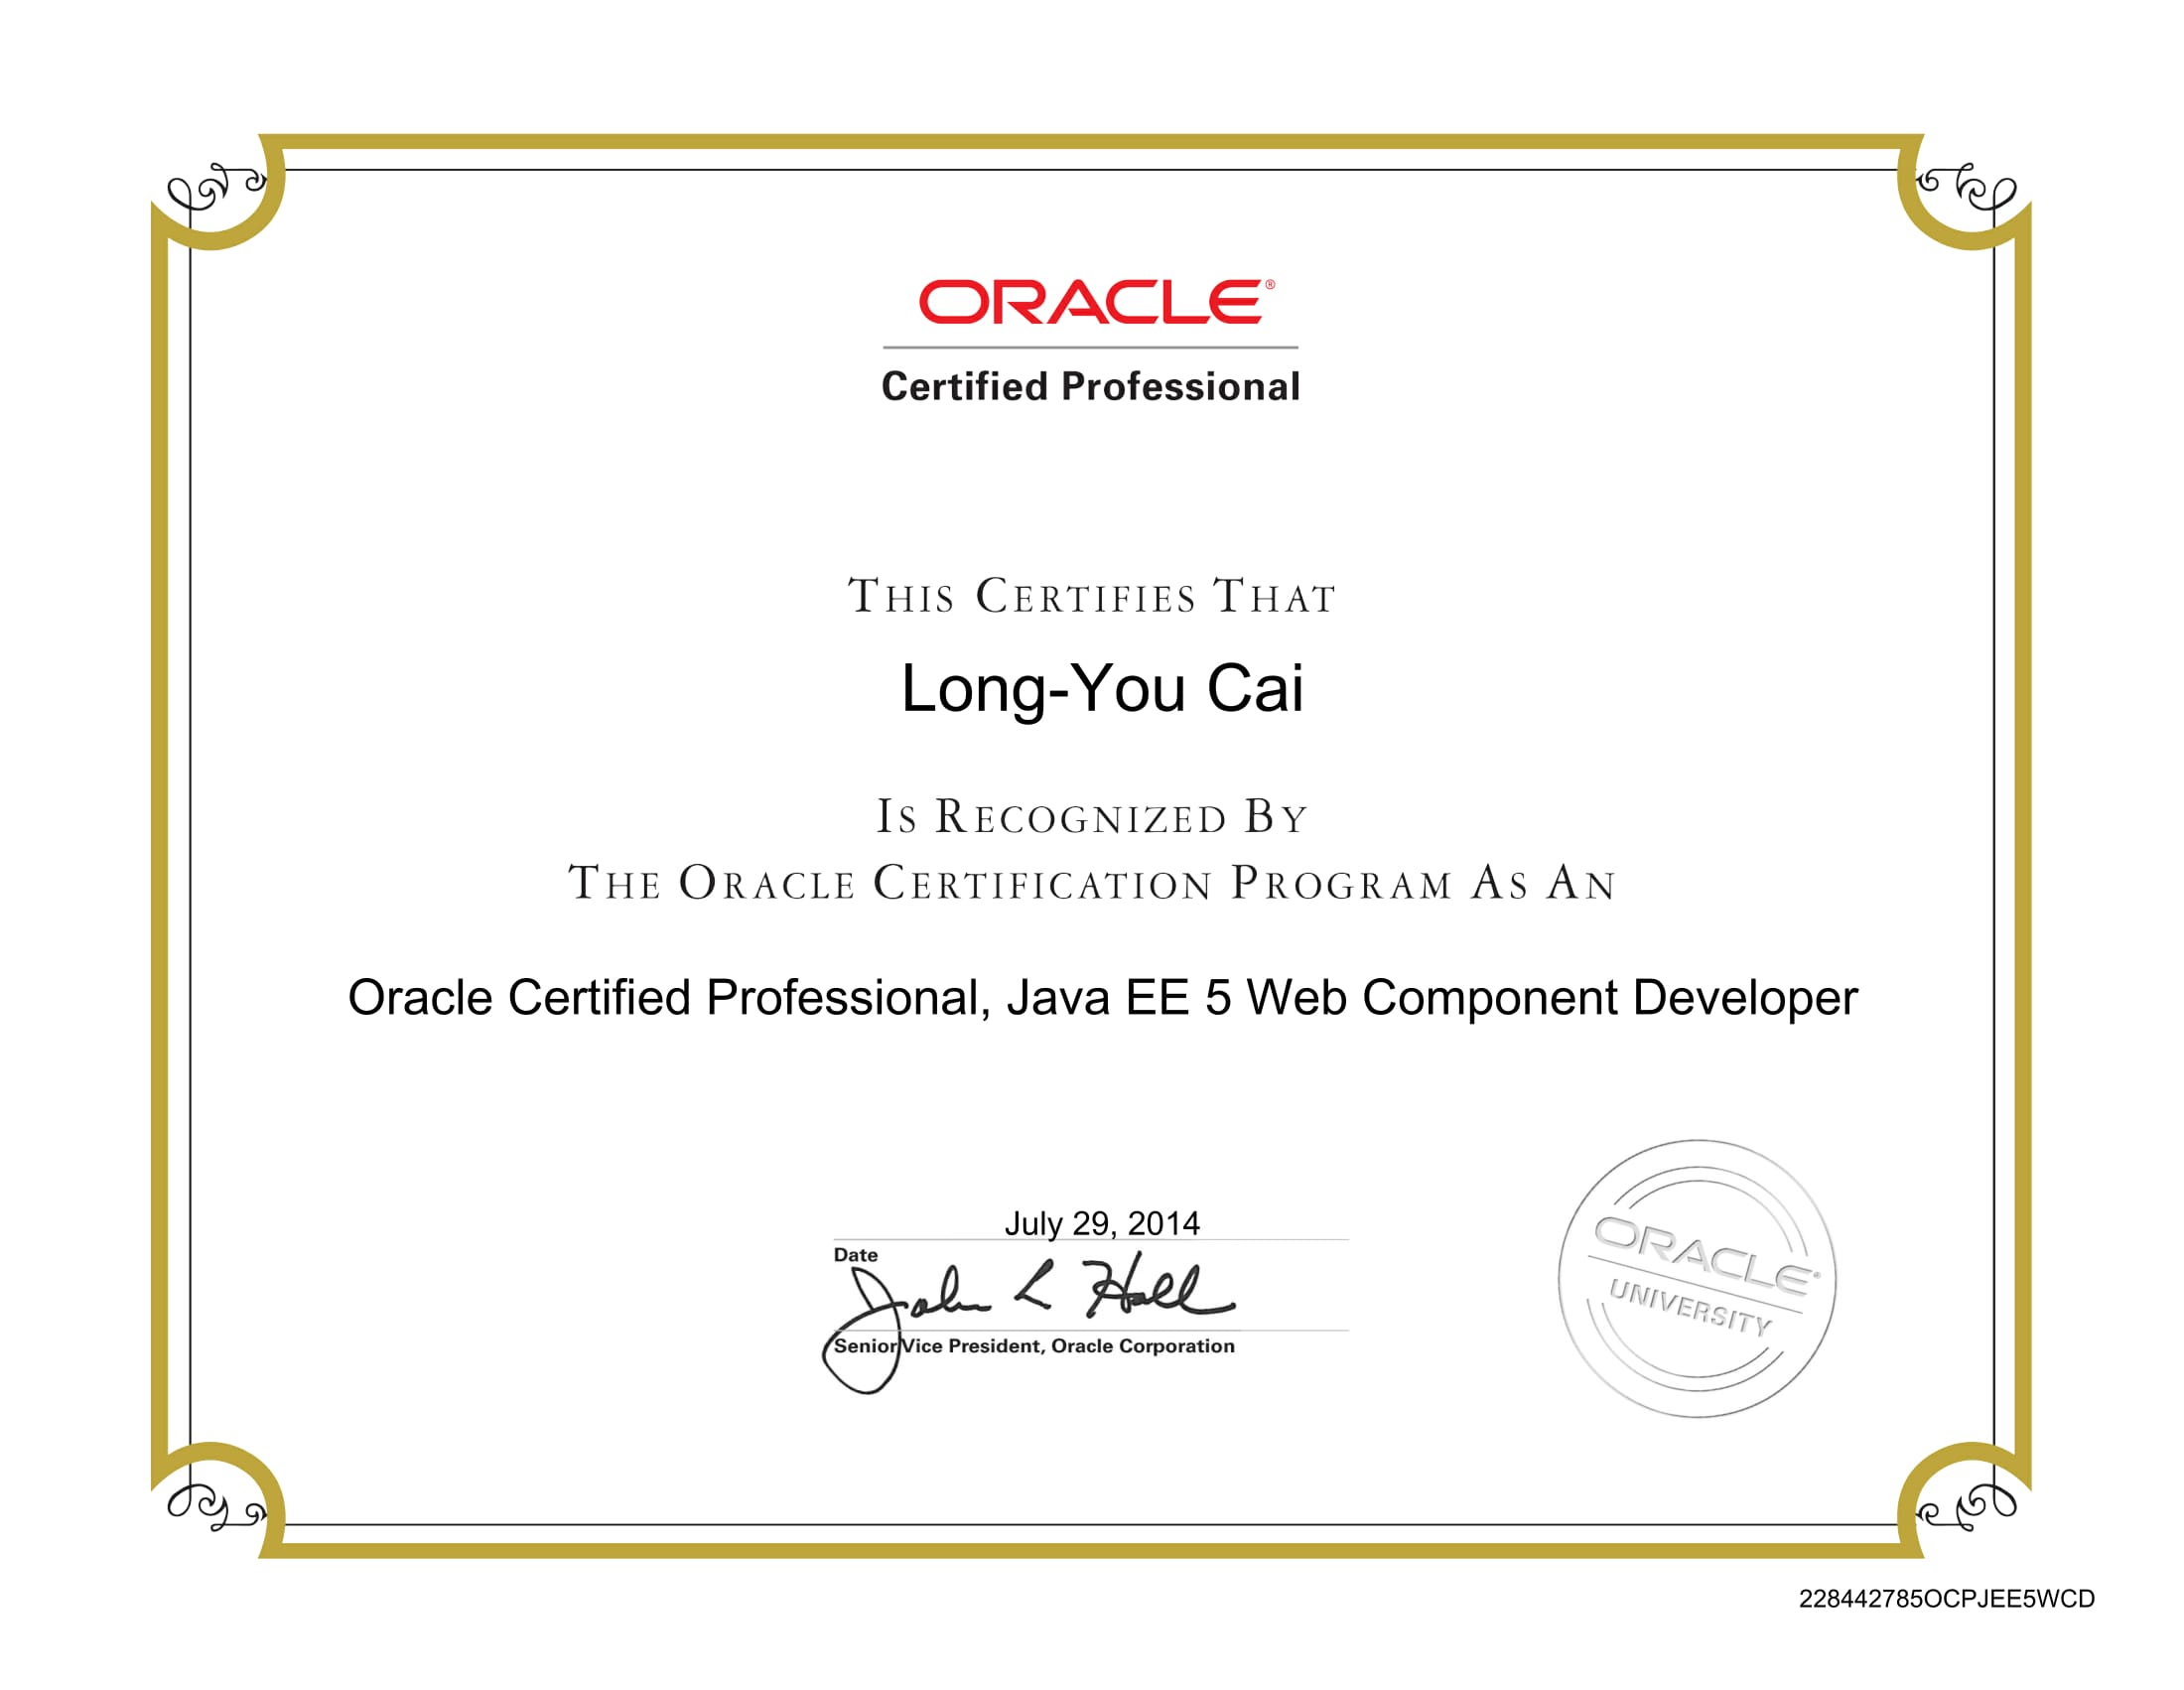 ORACLE®
Certified Professional
THIS CERTIFIES THAT
Long-You Cai
IS RECOGNIZED BY
THE ORACLE CERTIFICATION PROGRAM AS AN
Oracle Certified Professional, Java EE 5 Web Component Developer
July 29, 2014
Date
John L Hall
Senior Vice President, Oracle Corporation
ORACLE®
UNIVERSITY
228442785OCPJEE5WCD